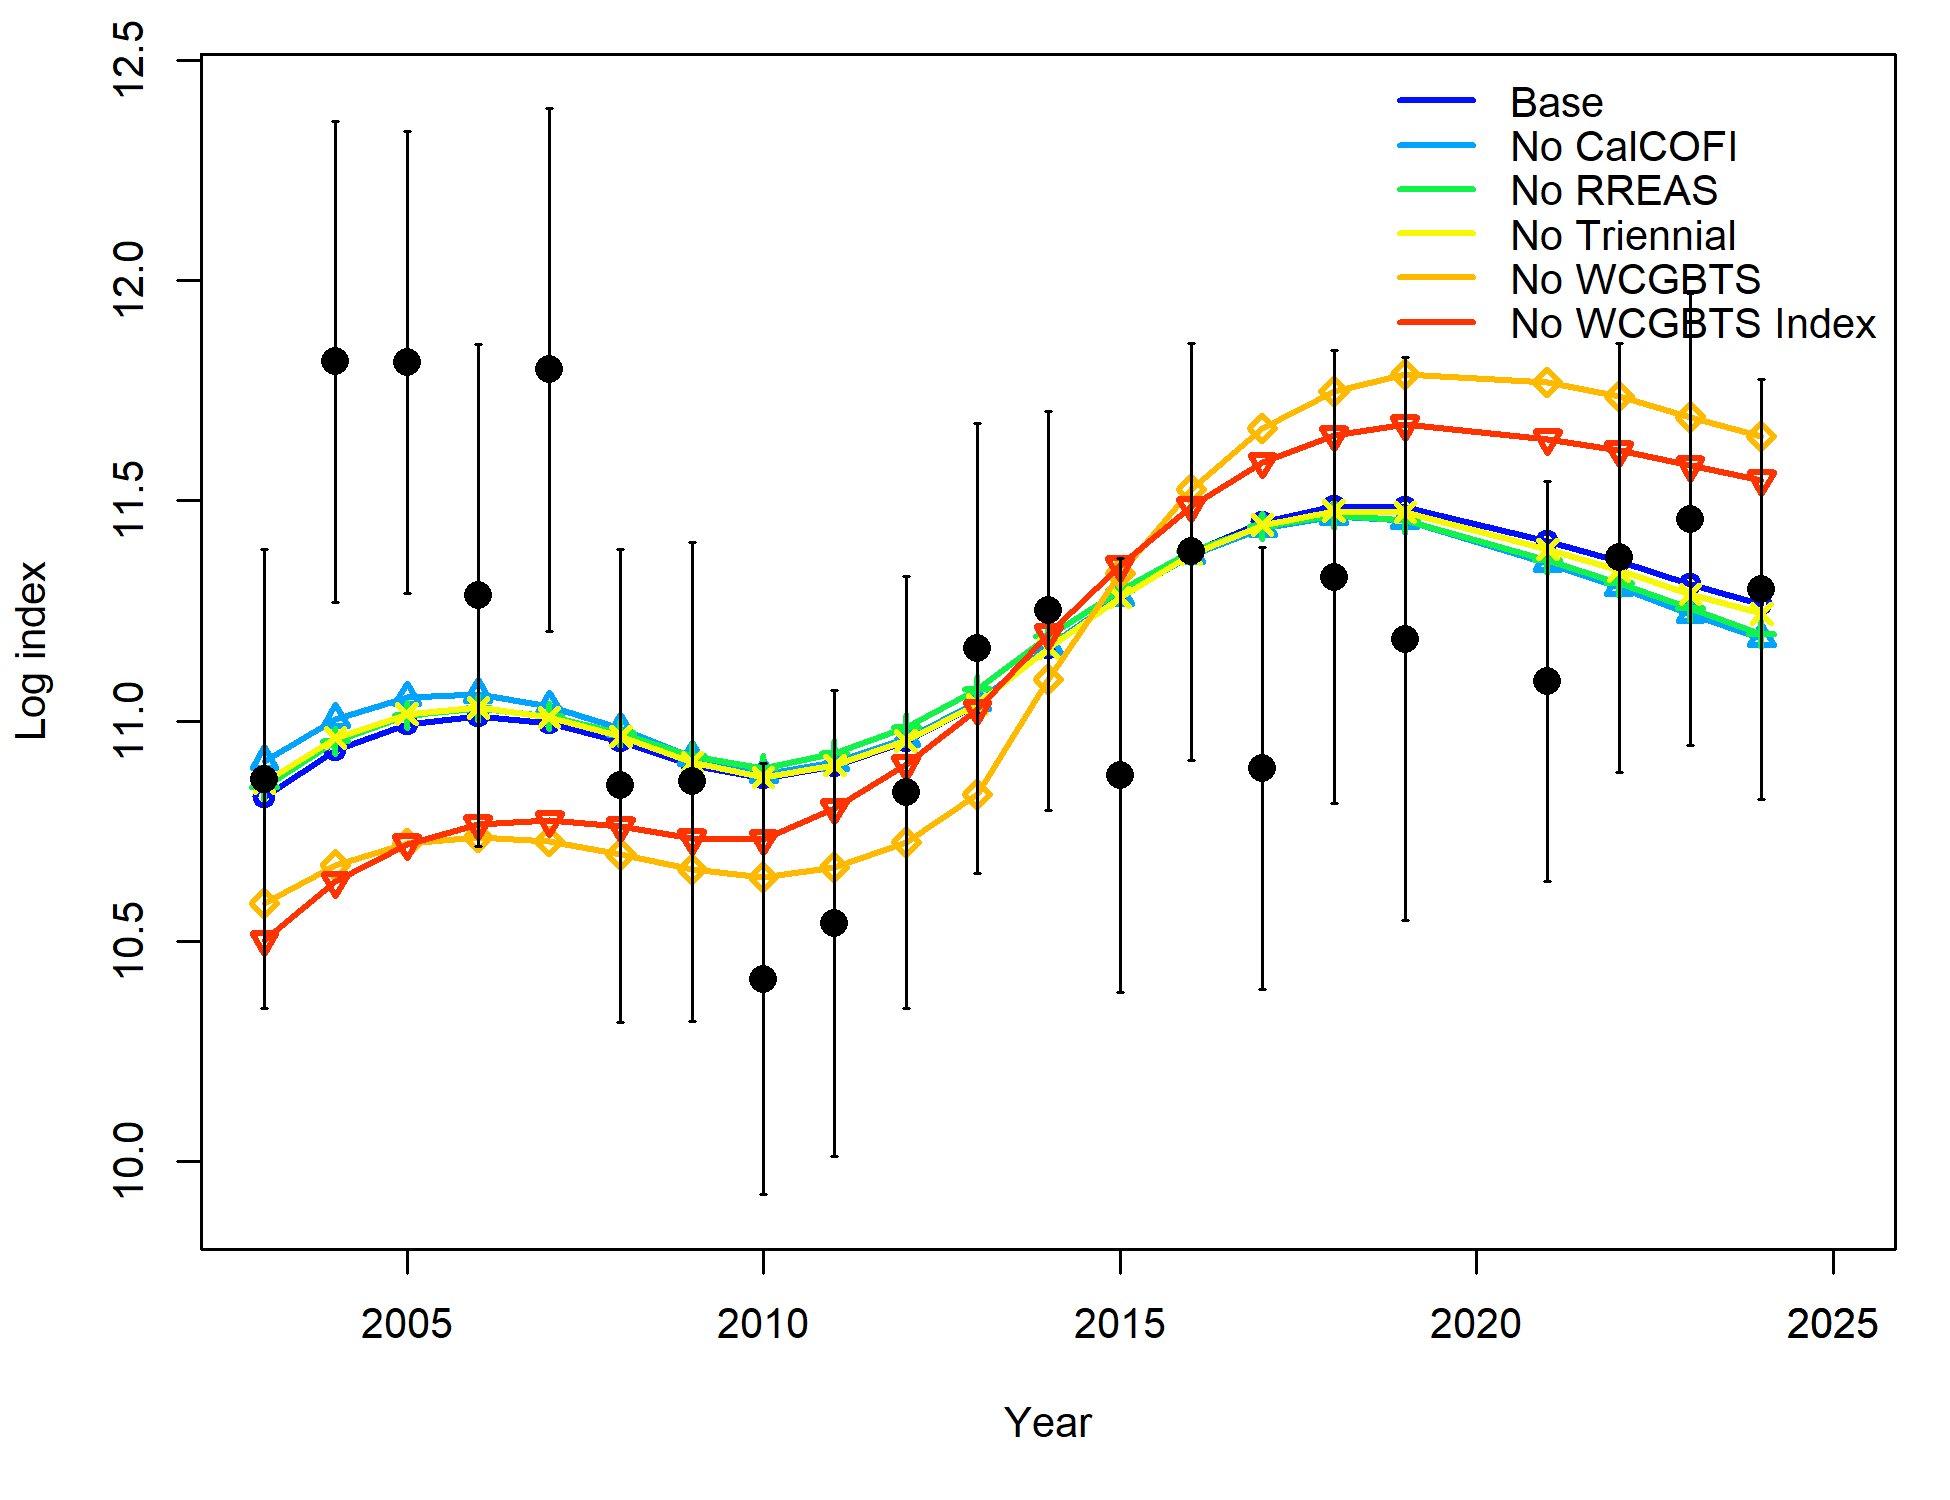 12.5
12.0
11.5
11.0
10.5
10.0
Log index
Base
No CalCOFI
No RREAS
No Triennial
No WCGBTS
No WCGBTS Index
2005
2010
2015
2020
2025
Year